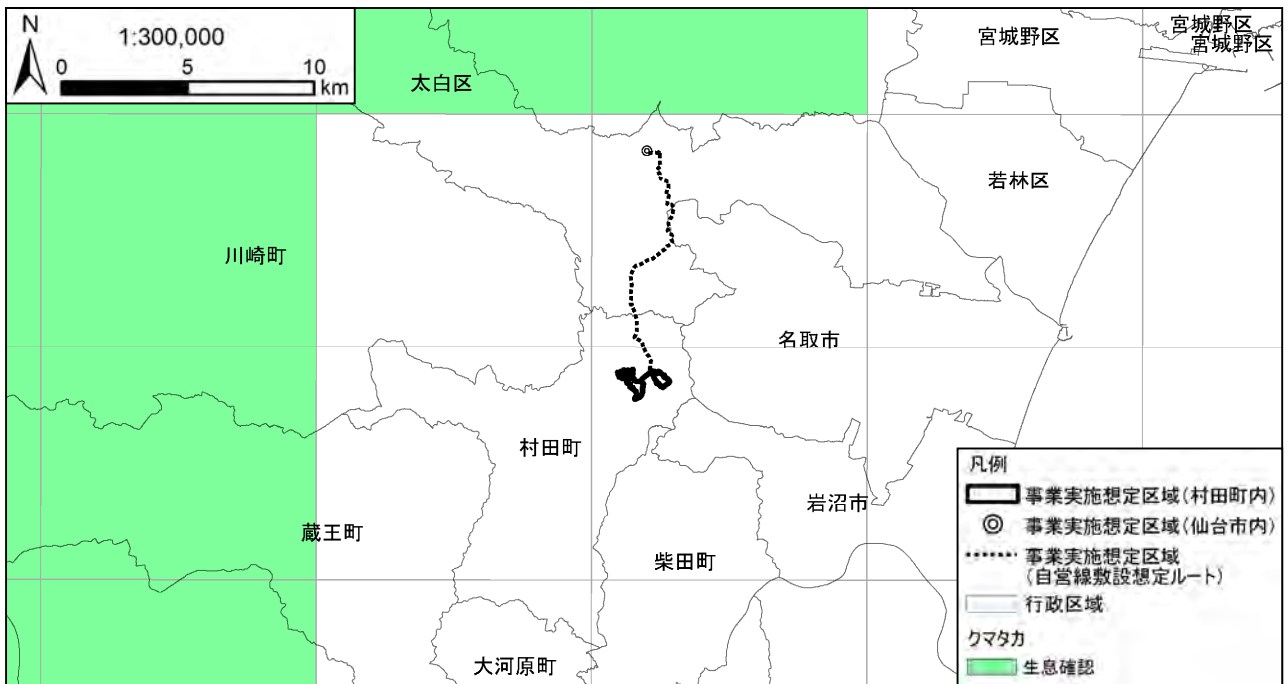 N
1:300,000
0 5 10
km
太白区
宮城野区
宮城野区
宮城野区
若林区
川崎町
名取市
村田町
岩沼市
蔵王町
柴田町
大河原町
凡例
事業実施想定区域(村田町内)
事業実施想定区域(仙台市内)
事業実施想定区域
(自営線敷設想定ルート)
行政区域
クマタカ
生息確認